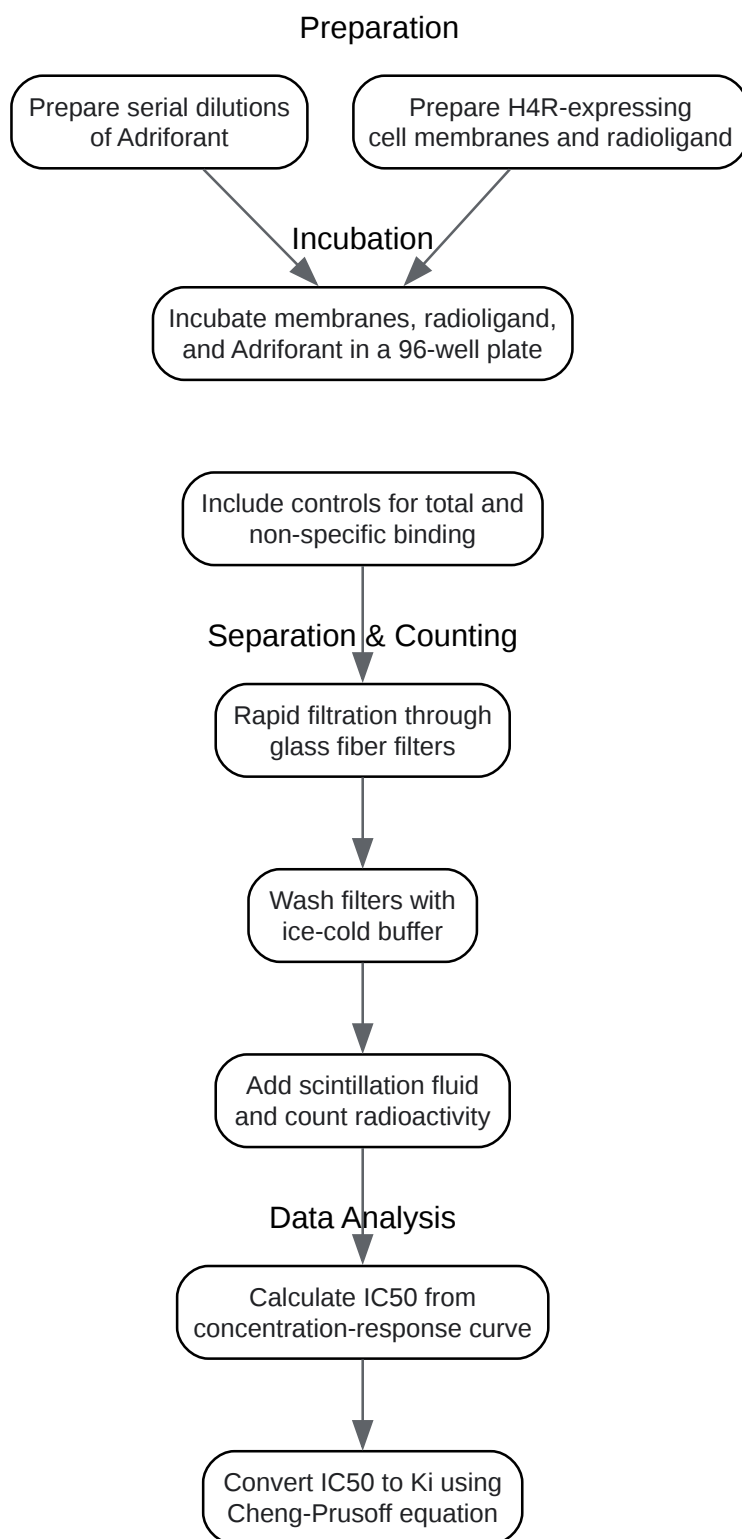 Preparation
Prepare serial dilutions
of Adriforant
Prepare H4R-expressing
cell membranes and radioligand
Incubation
Incubate membranes, radioligand,
and Adriforant in a 96-well plate
Include controls for total and
non-specific binding
Separation & Counting
Rapid filtration through
glass fiber filters
Wash filters with
ice-cold buffer
Add scintillation fluid
and count radioactivity
Data Analysis
Calculate IC50 from
concentration-response curve
Convert IC50 to Ki using
Cheng-Prusoff equation